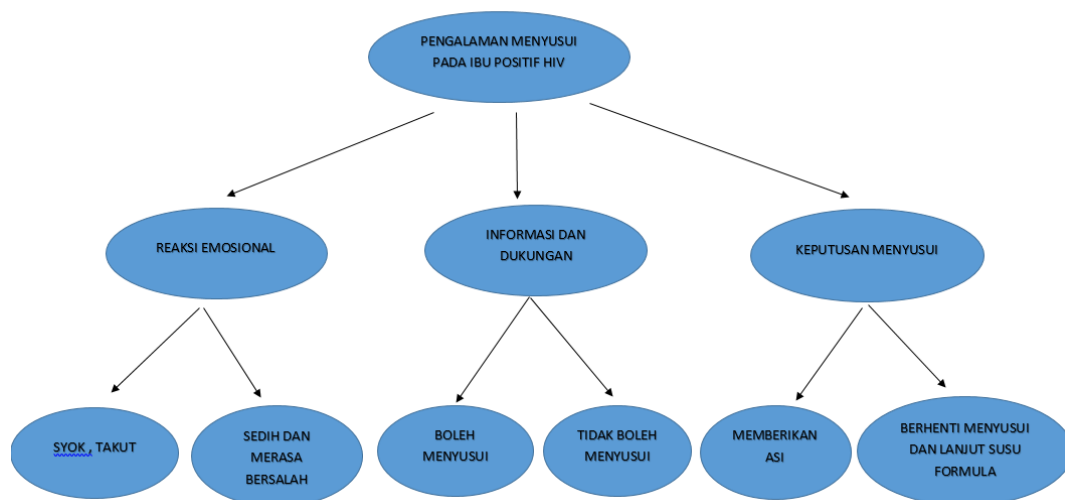 PENGALAMAN MENYUSUI
PADA IBU POSITIF HIV
REAKSI EMOSIONAL
INFORMASI DAN
DUKUNGAN
KEPUTUSAN MENYUSUI
SYOK , TAKUT
SEDIH DAN
MERASA
BERSALAH
BOLEH
MENYUSUI
TIDAK BOLEH
MENYUSUI
MEMBERIKAN
ASI
BERHENTI MENYUSUI
DAN LANJUT SUSU
FORMULA